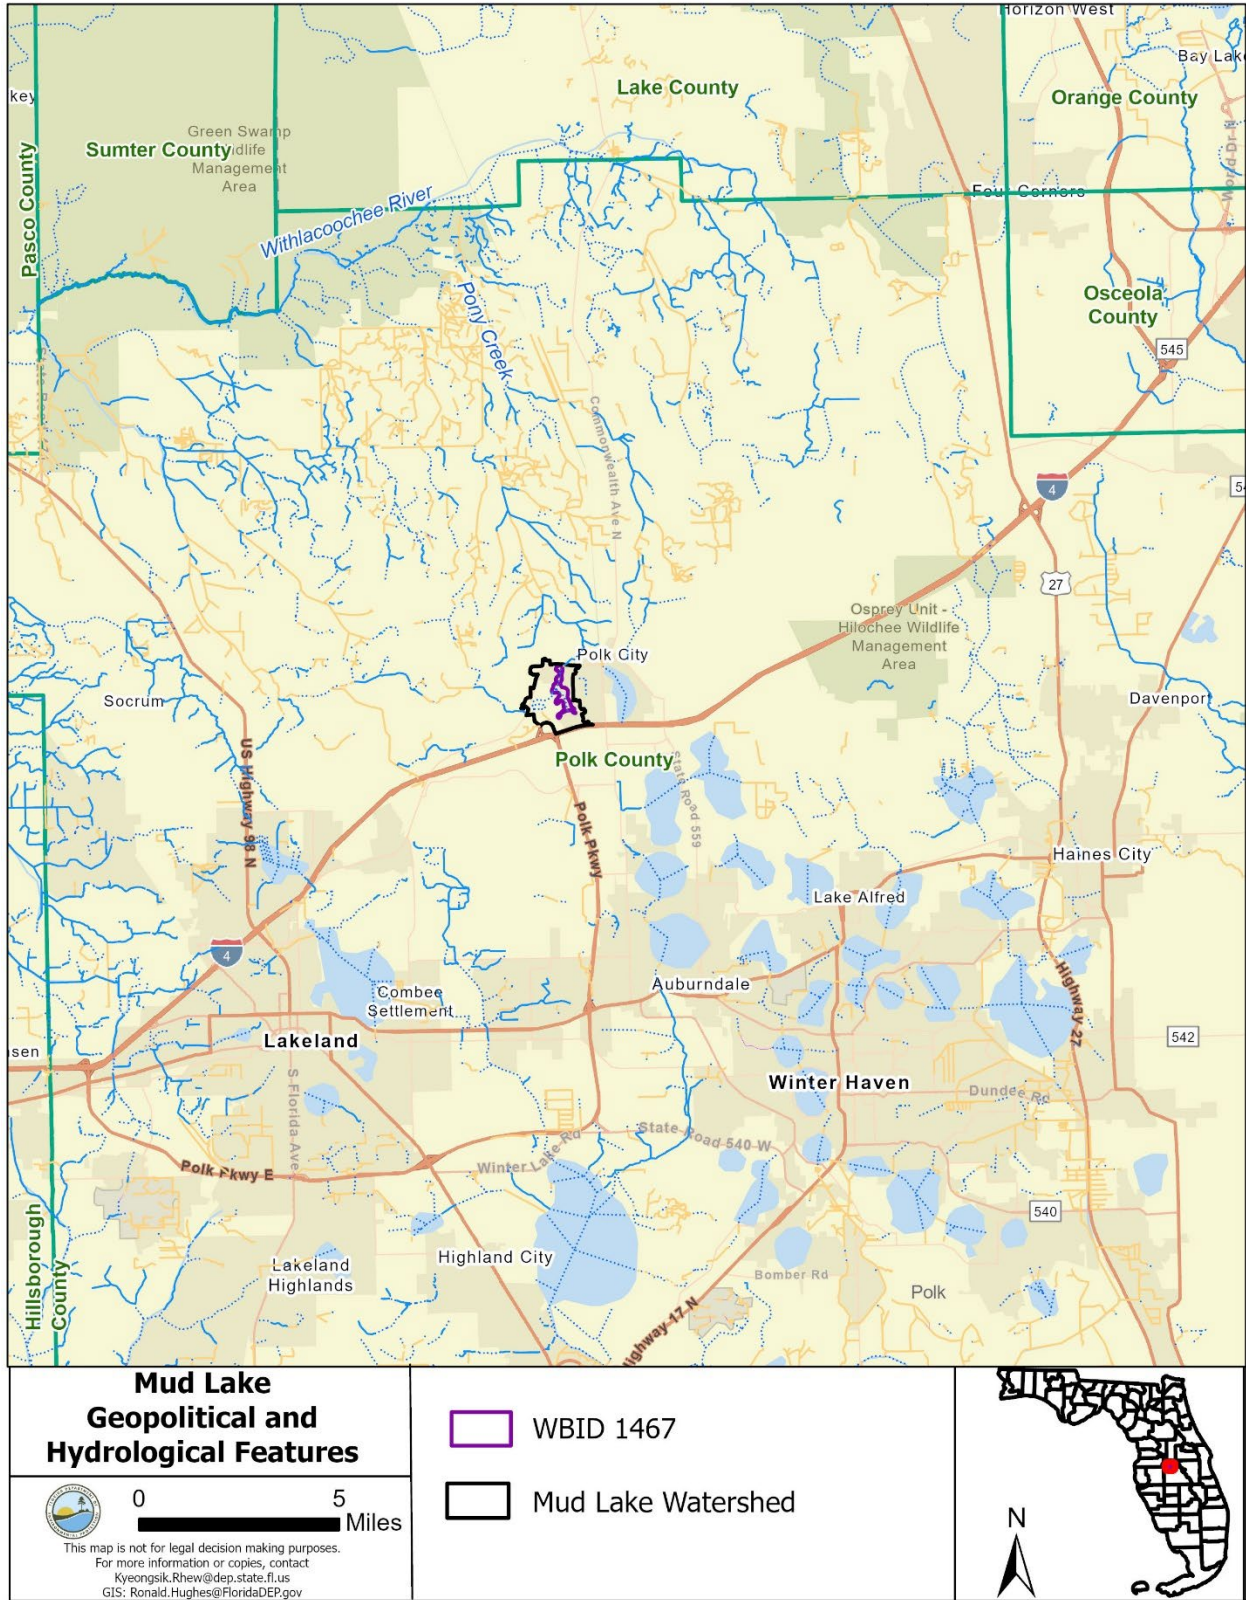 Horizon West
Bay Lake
Lake County
Orange County
key
Green Swamp
Sumter County
Wildlife
Management
Area
World Dr N
Pasco County
Four Corners
Withlacoochee River
Pony Creek
Osceola
County
545
Commonwealth Ave N
4
27
Osprey Unit -
Hilochee Wildlife
Management
Area
Polk City
Socrum
Davenport
US Highway 98 N
Polk County
State Road 559
Polk Pkwy
Haines City
Lake Alfred
4
Auburndale
Combee
Settlement
Highway 27
Lakeland
542
Winter Haven
S Florida Ave
Dundee Rd
State Road 540 W
Winter Lake Rd
Polk Pkwy E
540
Hillsborough
County
Highland City
Lakeland
Highlands
Bomber Rd
Polk
Highway 17 N
Mud Lake
Geopolitical and
Hydrological Features
0 5
Miles
This map is not for legal decision making purposes.
For more information or copies, contact
Kyeongsik.Rhew@dep.state.fl.us
GIS: Ronald.Hughes@FloridaDEP.gov
WBID 1467
Mud Lake Watershed
N